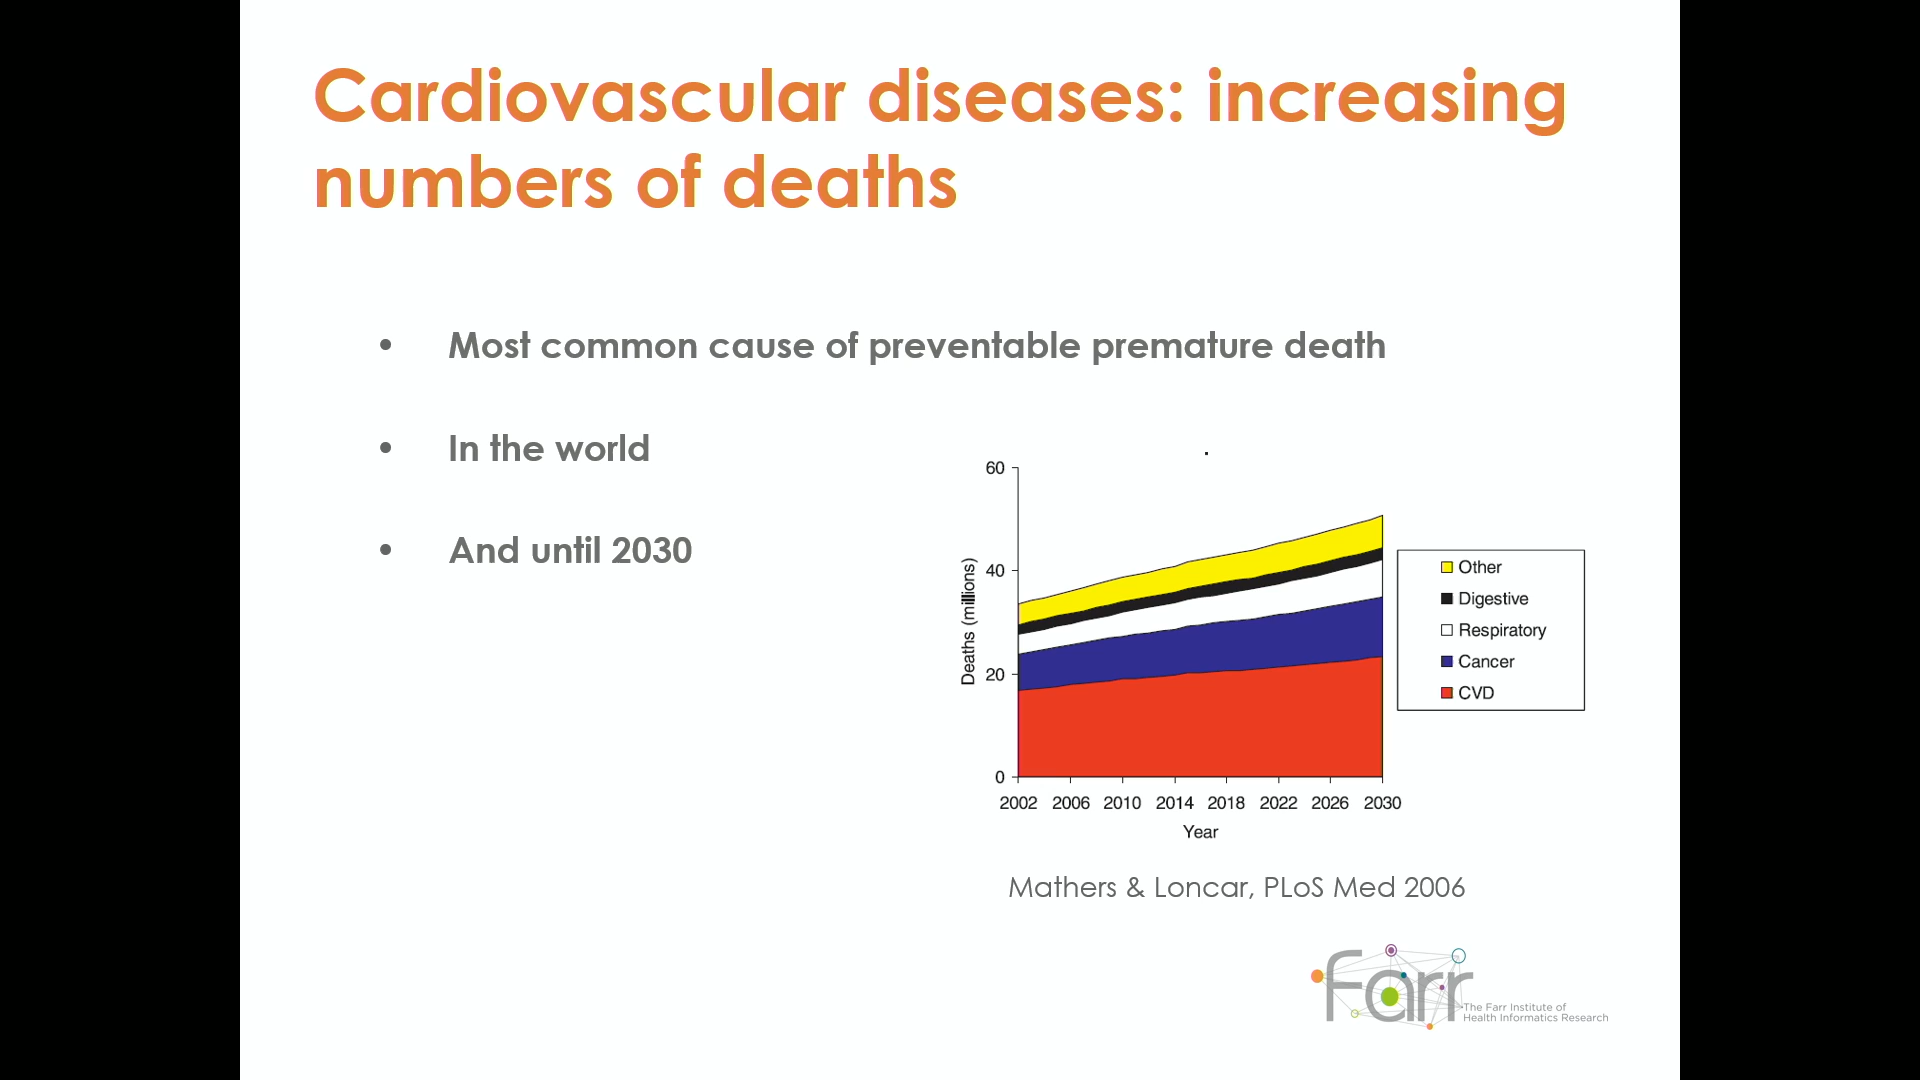 Cardiovascular diseases: increasing
numbers of deaths
• Most common cause of preventable premature death
• In the world
• And until 2030
60
40
20
0
Deaths (millions)
2002 2006 2010 2014 2018 2022 2026 2030
Year
Other
Digestive
Respiratory
Cancer
CVD
Mathers & Loncar, PLoS Med 2006
farr
The Farr Institute of
Health Informatics Research